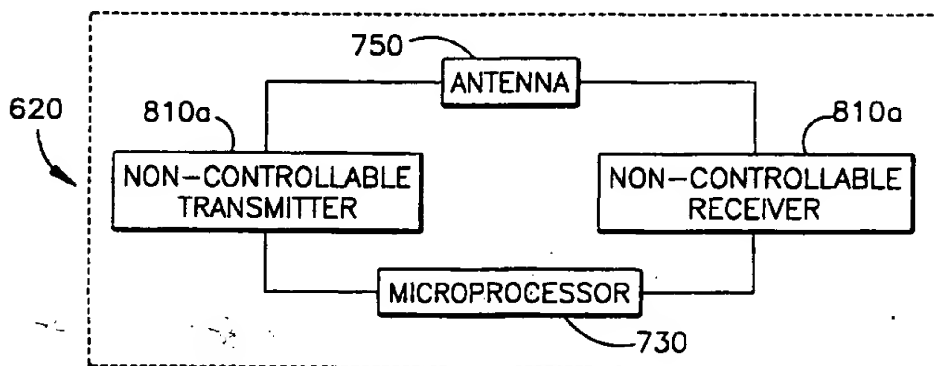 750
ANTENNA
620
810a
810a
NON-CONTROLLABLE
TRANSMITTER
NON-CONTROLLABLE
RECEIVER
MICROPROCESSOR
730